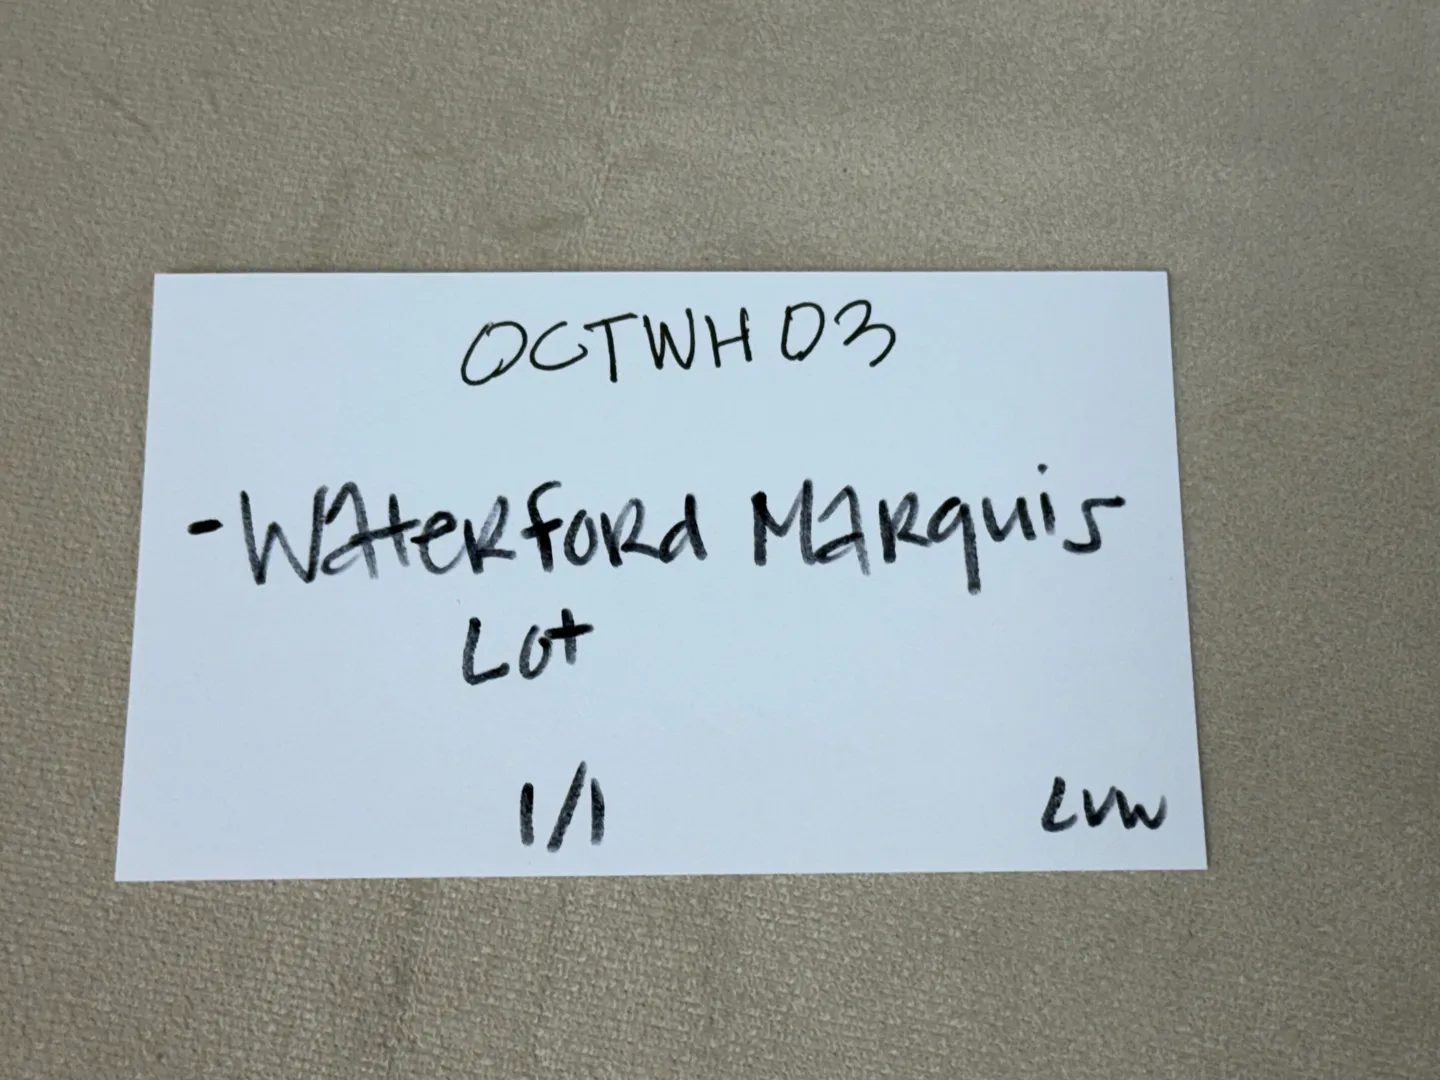 OCTWH03
-Waterford Marquis
Lot
1/1
LVW